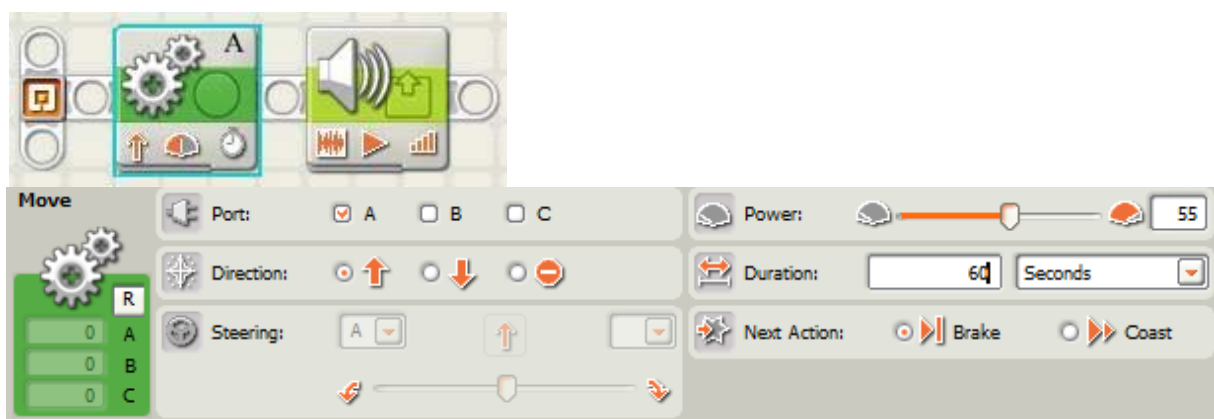 A
Move
Port: A B C
Power: 55
Direction:
Duration: 60 Seconds
R
Steering: A
Next Action: Brake Coast
0 A
0 B
0 C